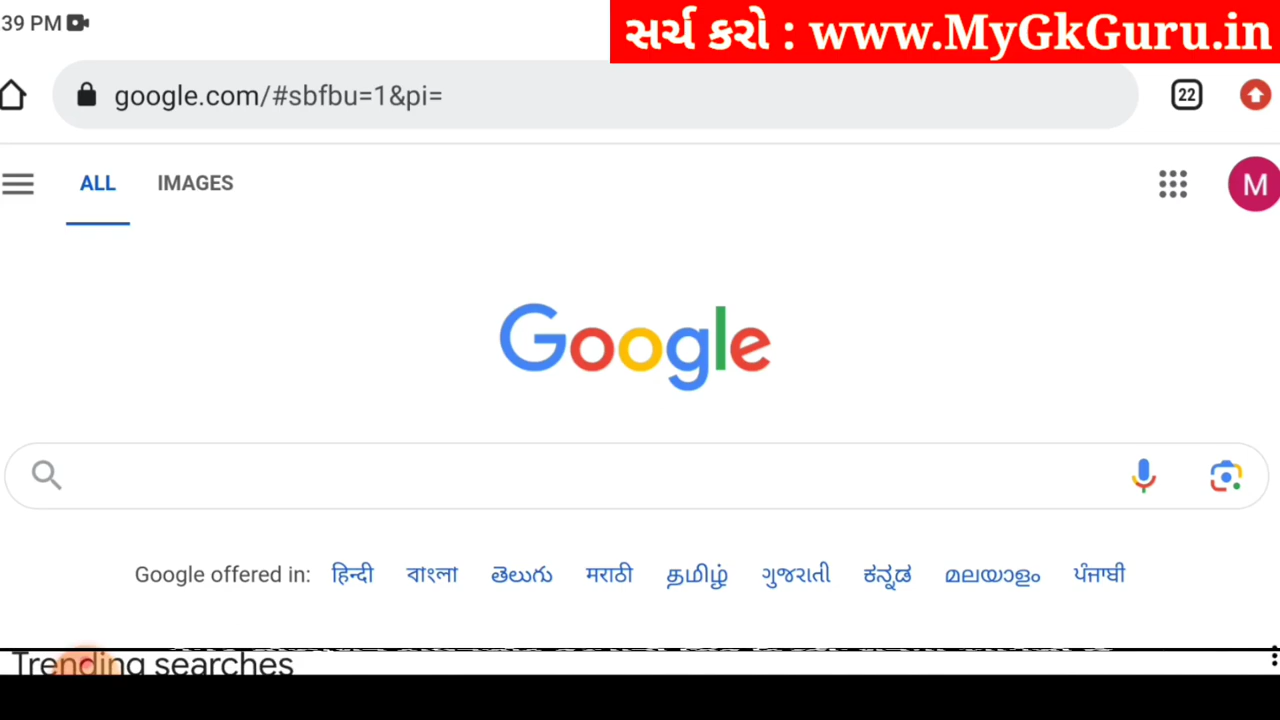 39 PM
સર્ચ કરો : www.MyGkGuru.in
google.com/#sbfbu=1&pi=
22
ALL IMAGES
M
Google
Google offered in: हिन्दी বাংলা తెలుగు मराठी தமிழ் ગુજરાતી ಕನ್ನಡ മലയാളം ਪੰਜਾਬੀ
Trending searches